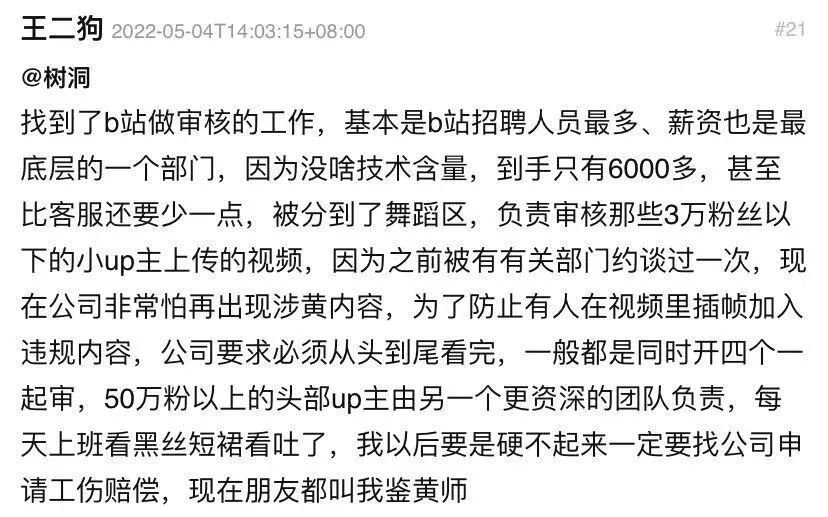 王二狗 2022-05-04T14:03:15+08:00 #21
@树洞
找到了b站做审核的工作，基本是b站招聘人员最多、薪资也是最
底层的一个部门，因为没啥技术含量，到手只有6000多，甚至
比客服还要少一点，被分到了舞蹈区，负责审核那些3万粉丝以
下的小up主上传的视频，因为之前被有有关部门约谈过一次，现
在公司非常怕再出现涉黄内容，为了防止有人在视频里插帧加入
违规内容，公司要求必须从头到尾看完，一般都是同时开四个一
起审，50万粉以上的头部up主由另一个更资深的团队负责，每
天上班看黑丝短裙看吐了，我以后要是硬不起来一定要找公司申
请工伤赔偿，现在朋友都叫我鉴黄师